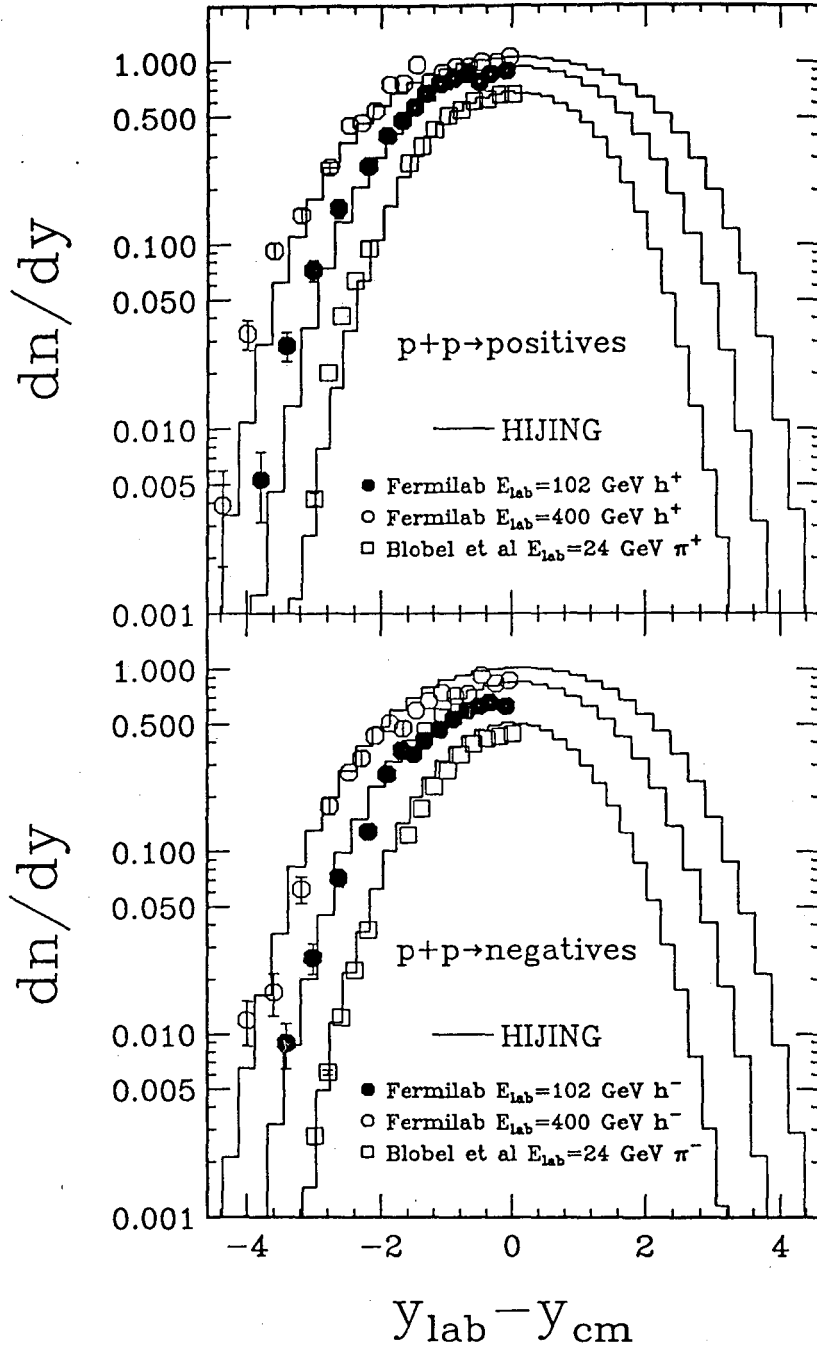 1.000
0.500
0.100
0.050
0.010
0.005
0.001
dn/dy
p+p→positives
HIJING
Fermilab E_lab=102 GeV h⁺
Fermilab E_lab=400 GeV h⁺
Blobel et al E_lab=24 GeV π⁺
1.000
0.500
0.100
0.050
0.010
0.005
0.001
dn/dy
p+p→negatives
HIJING
Fermilab E_lab=102 GeV h⁻
Fermilab E_lab=400 GeV h⁻
Blobel et al E_lab=24 GeV π⁻
−4 −2 0 2 4
y_lab−y_cm